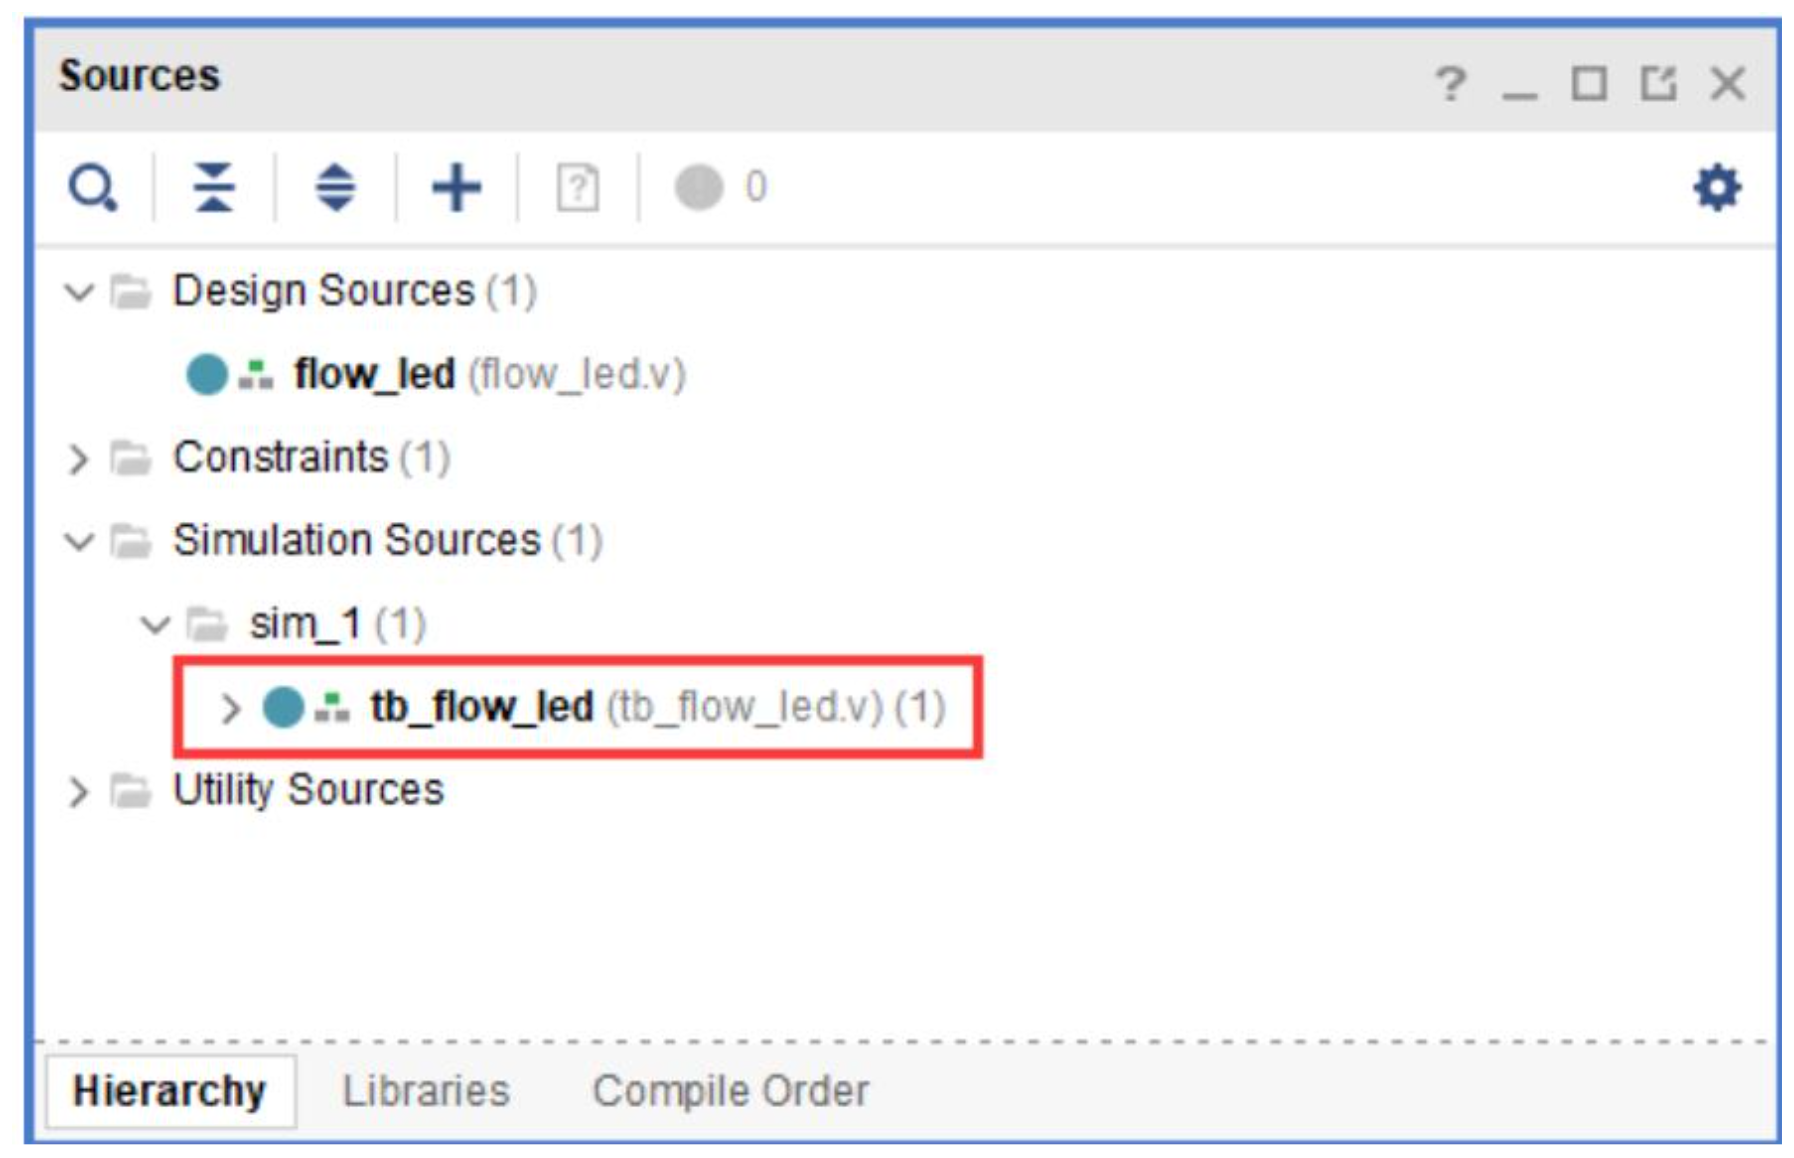 Sources
0
Design Sources (1)
flow_led (flow_led.v)
Constraints (1)
Simulation Sources (1)
sim_1 (1)
tb_flow_led (tb_flow_led.v) (1)
Utility Sources
Hierarchy Libraries Compile Order